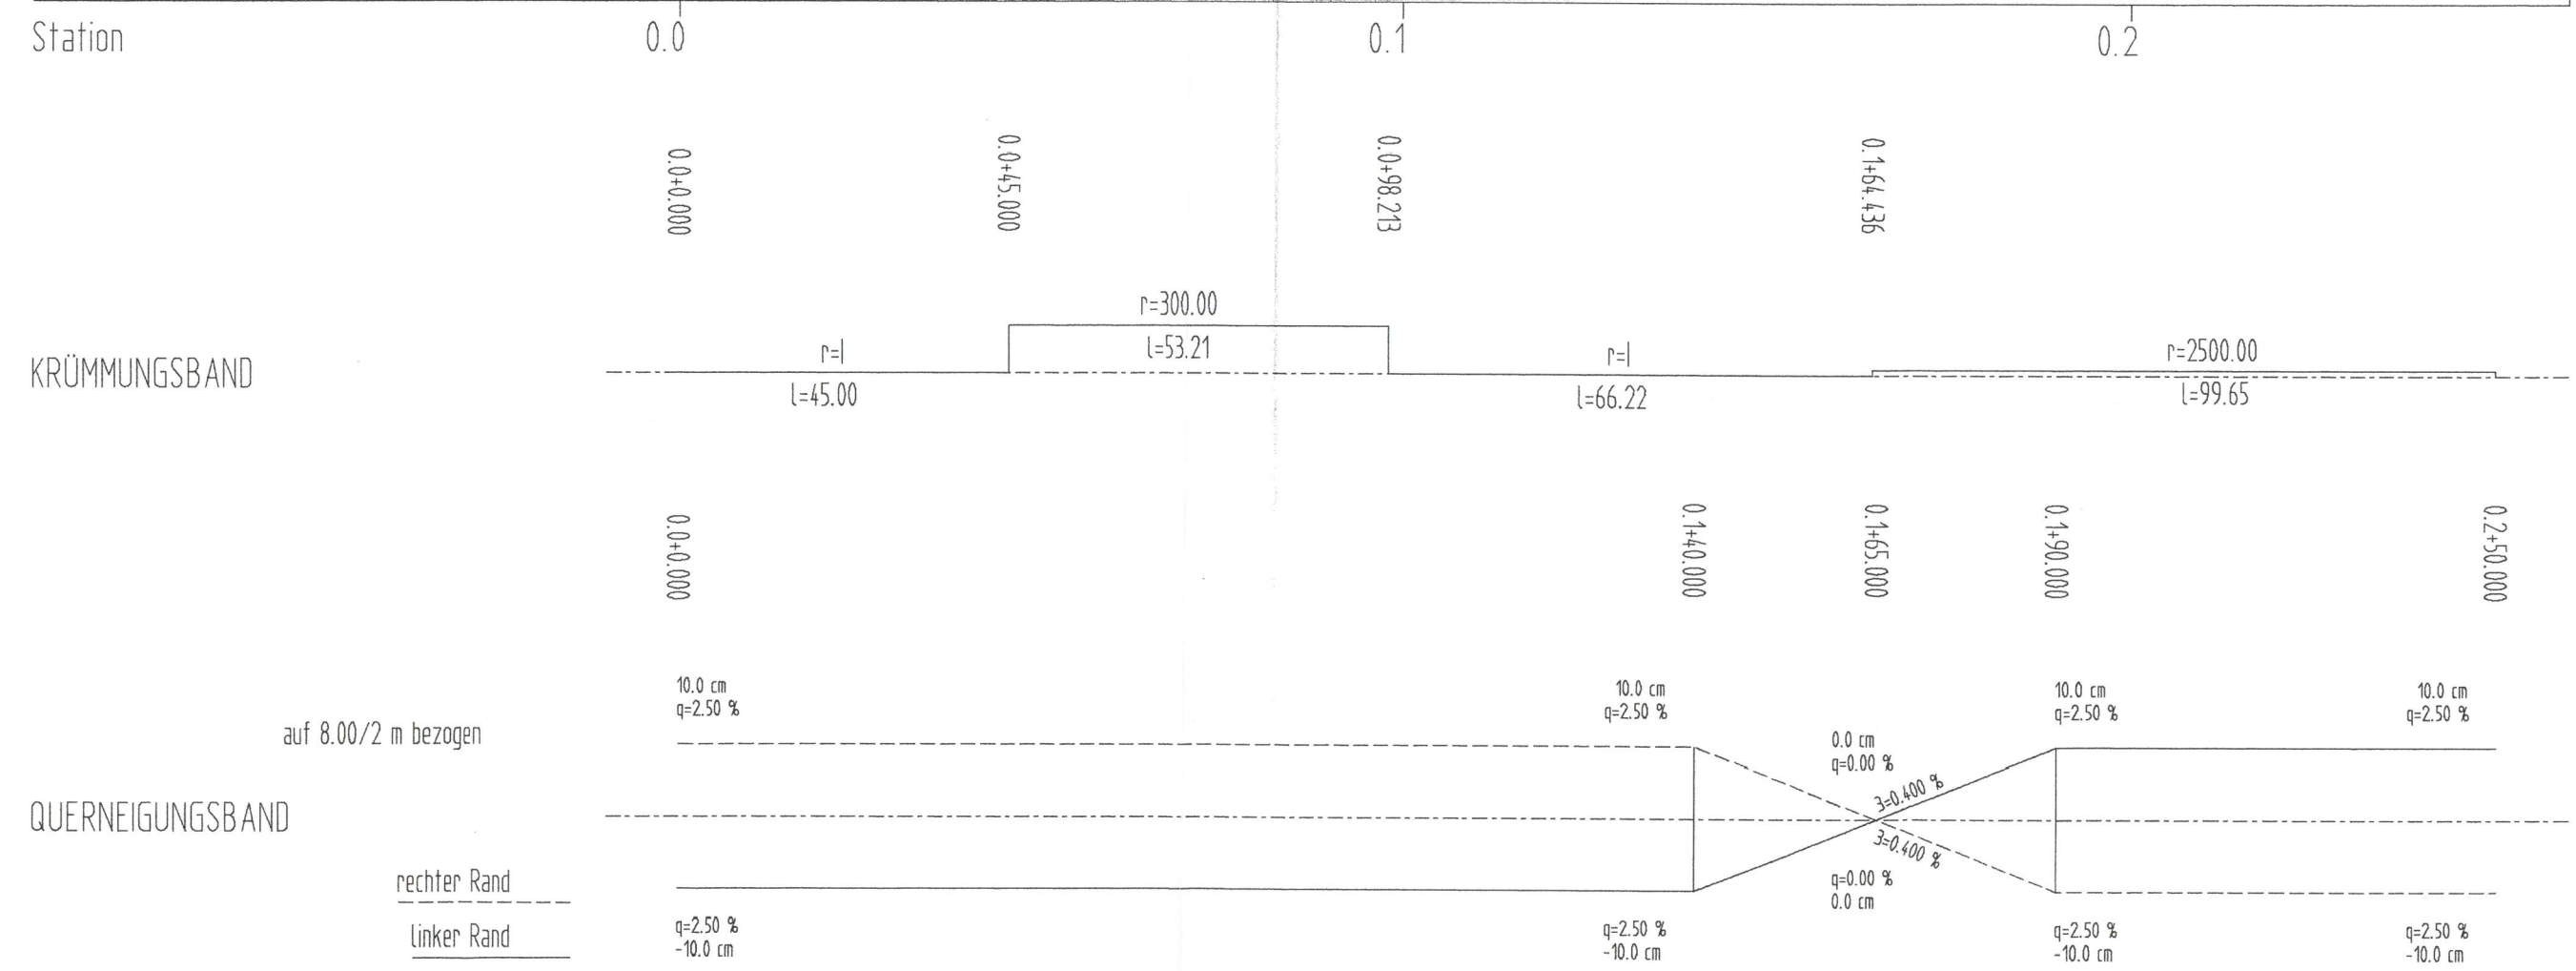 Station
0.0
0.1
0.2
0.0+0.000
0.0+45.000
0.0+98.213
0.1+64.436
KRÜMMUNGSBAND
r=|
l=45.00
r=300.00
l=53.21
r=|
l=66.22
r=2500.00
l=99.65
0.0+0.000
0.1+40.000
0.1+65.000
0.1+90.000
0.2+50.000
auf 8.00/2 m bezogen
10.0 cm
q=2.50 %
10.0 cm
q=2.50 %
0.0 cm
q=0.00 %
10.0 cm
q=2.50 %
10.0 cm
q=2.50 %
QUERNEIGUNGSBAND
3=0.400 %
3=0.400 %
rechter Rand
linker Rand
q=2.50 %
-10.0 cm
q=2.50 %
-10.0 cm
q=0.00 %
0.0 cm
q=2.50 %
-10.0 cm
q=2.50 %
-10.0 cm